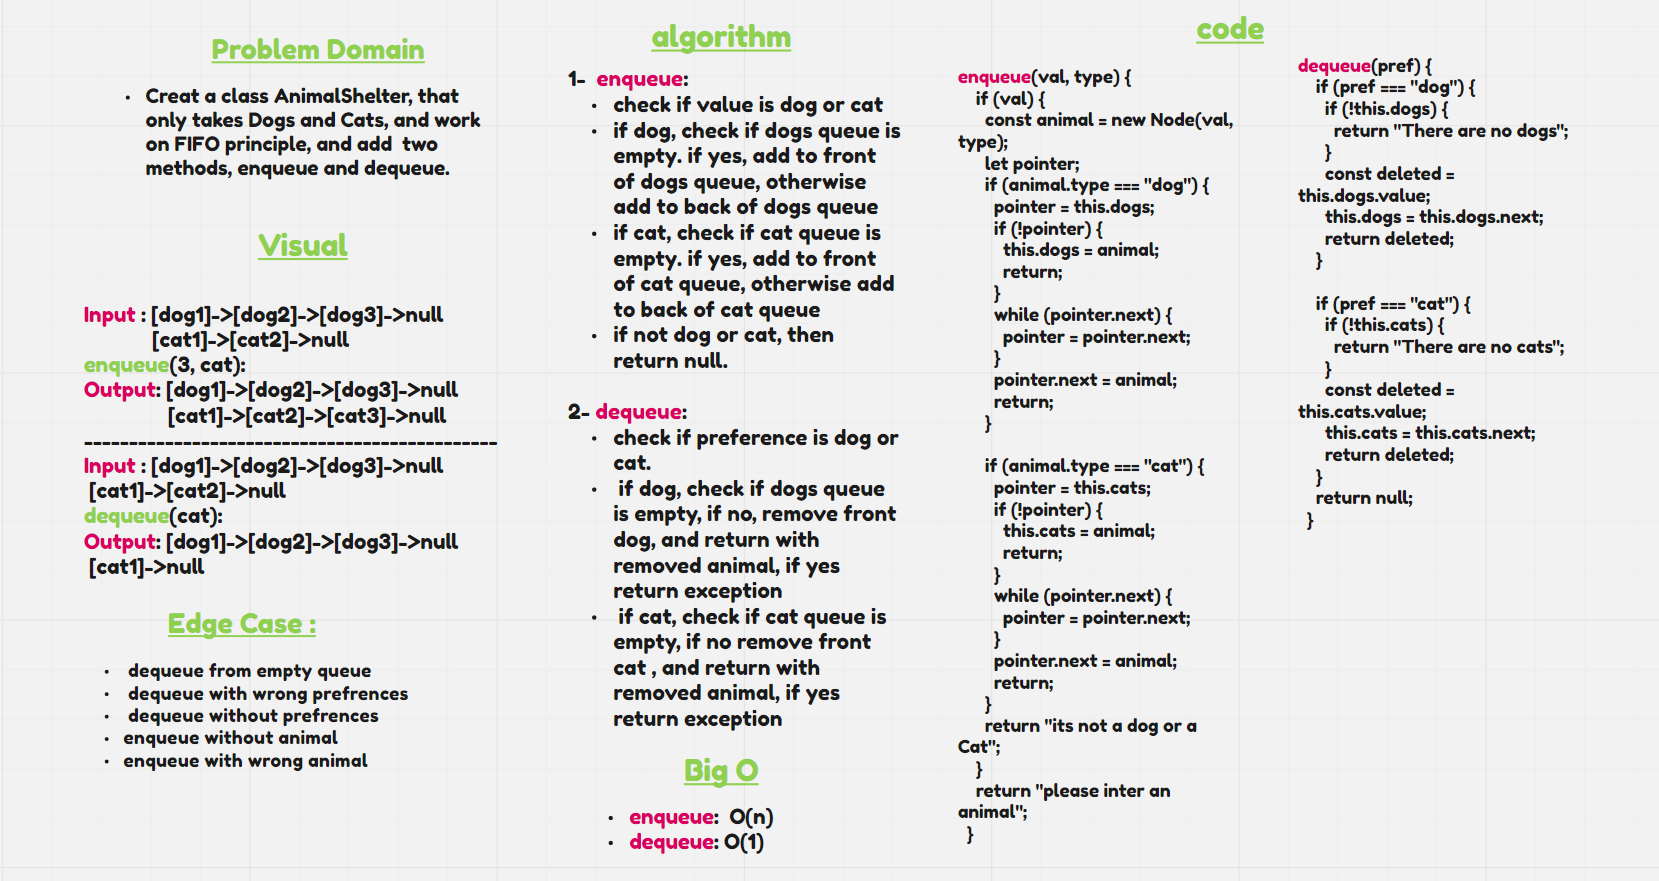 Problem Domain
· Creat a class AnimalShelter, that
only takes Dogs and Cats, and work
on FIFO principle, and add two
methods, enqueue and dequeue.
Visual
Input : [dog1]->[dog2]->[dog3]->null
[cat1]->[cat2]->null
enqueue(3, cat):
Output: [dog1]->[dog2]->[dog3]->null
[cat1]->[cat2]->[cat3]->null
----------------------------------------------
Input : [dog1]->[dog2]->[dog3]->null
[cat1]->[cat2]->null
dequeue(cat):
Output: [dog1]->[dog2]->[dog3]->null
[cat1]->null
Edge Case :
· dequeue from empty queue
· dequeue with wrong prefrences
· dequeue without prefrences
· enqueue without animal
· enqueue with wrong animal
algorithm
1- enqueue:
· check if value is dog or cat
· if dog, check if dogs queue is
empty. if yes, add to front
of dogs queue, otherwise
add to back of dogs queue
· if cat, check if cat queue is
empty. if yes, add to front
of cat queue, otherwise add
to back of cat queue
· if not dog or cat, then
return null.
2- dequeue:
· check if preference is dog or
cat.
· if dog, check if dogs queue
is empty, if no, remove front
dog, and return with
removed animal, if yes
return exception
· if cat, check if cat queue is
empty, if no remove front
cat , and return with
removed animal, if yes
return exception
Big O
· enqueue: O(n)
· dequeue: O(1)
code
enqueue(val, type) {
if (val) {
const animal = new Node(val,
type);
let pointer;
if (animal.type === "dog") {
pointer = this.dogs;
if (!pointer) {
this.dogs = animal;
return;
}
while (pointer.next) {
pointer = pointer.next;
}
pointer.next = animal;
return;
}
if (animal.type === "cat") {
pointer = this.cats;
if (!pointer) {
this.cats = animal;
return;
}
while (pointer.next) {
pointer = pointer.next;
}
pointer.next = animal;
return;
}
return "its not a dog or a
Cat";
}
return "please inter an
animal";
}
dequeue(pref) {
if (pref === "dog") {
if (!this.dogs) {
return "There are no dogs";
}
const deleted =
this.dogs.value;
this.dogs = this.dogs.next;
return deleted;
}
if (pref === "cat") {
if (!this.cats) {
return "There are no cats";
}
const deleted =
this.cats.value;
this.cats = this.cats.next;
return deleted;
}
return null;
}